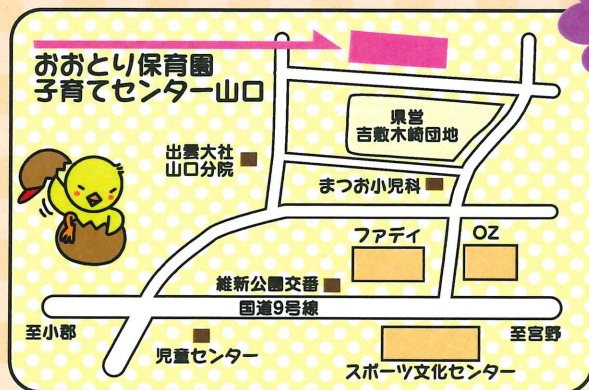 おおとり保育園
子育てセンター山口
県営
吉敷木崎団地
出雲大社
山口分院
まつお小児科
ファディ
OZ
維新公園交番
国道9号線
至小郡
至宮野
児童センター
スポーツ文化センター